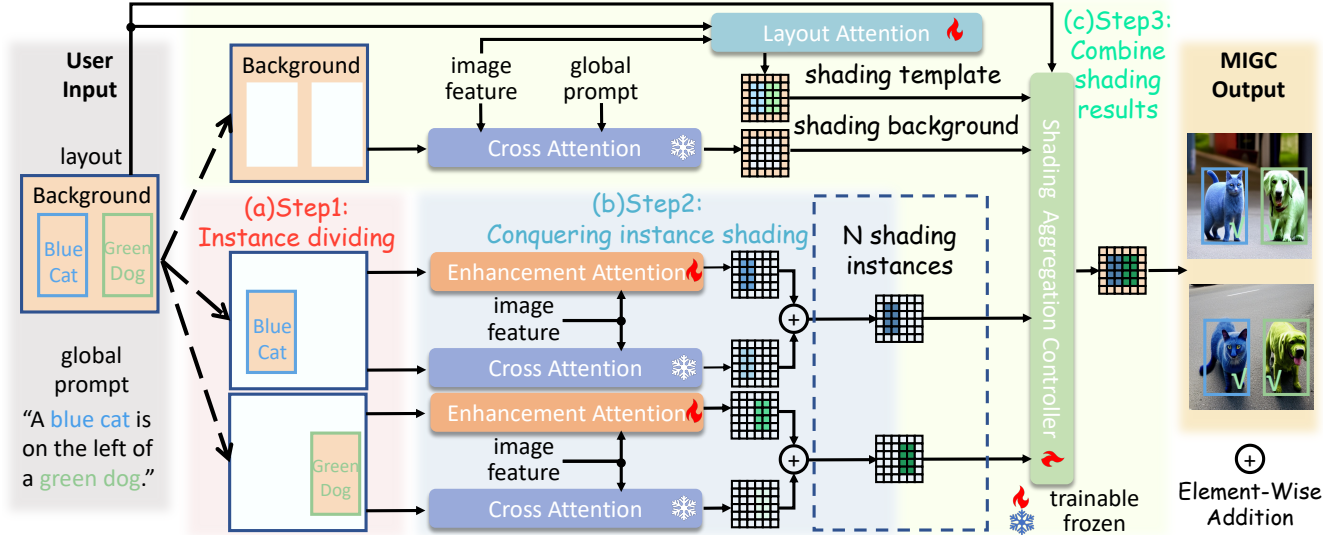 User
Input
layout
Background
Blue
Cat
Green
Dog
global
prompt
“A blue cat is
on the left of
a green dog.”
Background
image
feature
global
prompt
Layout Attention
Cross Attention
shading template
shading background
(a)Step1:
Instance dividing
Blue
Cat
Green
Dog
(b)Step2:
Conquering instance shading
Enhancement Attention
image
feature
Cross Attention
Enhancement Attention
image
feature
Cross Attention
N shading
instances
Shading Aggregation Controller
(c)Step3:
Combine
shading
results
MIGC
Output
trainable
frozen
Element-Wise
Addition